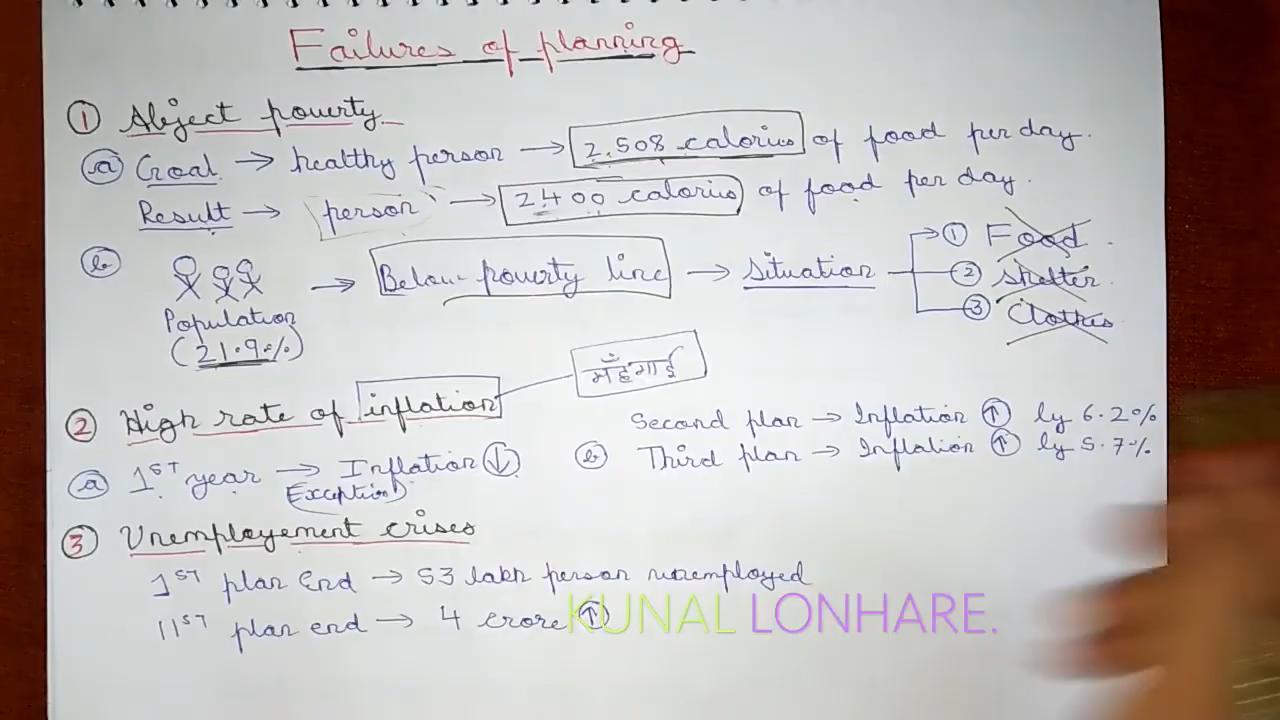 Failures of planning
① Abject poverty
ⓐ Goal → healthy person → 2,508 calories of food per day.
Result → person → 2400 calories of food per day.
ⓑ Population (21.9%) → Below poverty line → Situation
① Food
② Shelter
③ Clothes
② High rate of inflation
मँहगाई
ⓐ 1ST year → Inflation ↓
(Exception)
Second plan → Inflation ↑ by 6.2%
ⓑ Third plan → Inflation ↑ by 5.7%
③ Unemployement crises
1ST plan End → 53 lakh person unemployed
11ST plan end → 4 crore ↑
KUNAL LONHARE.